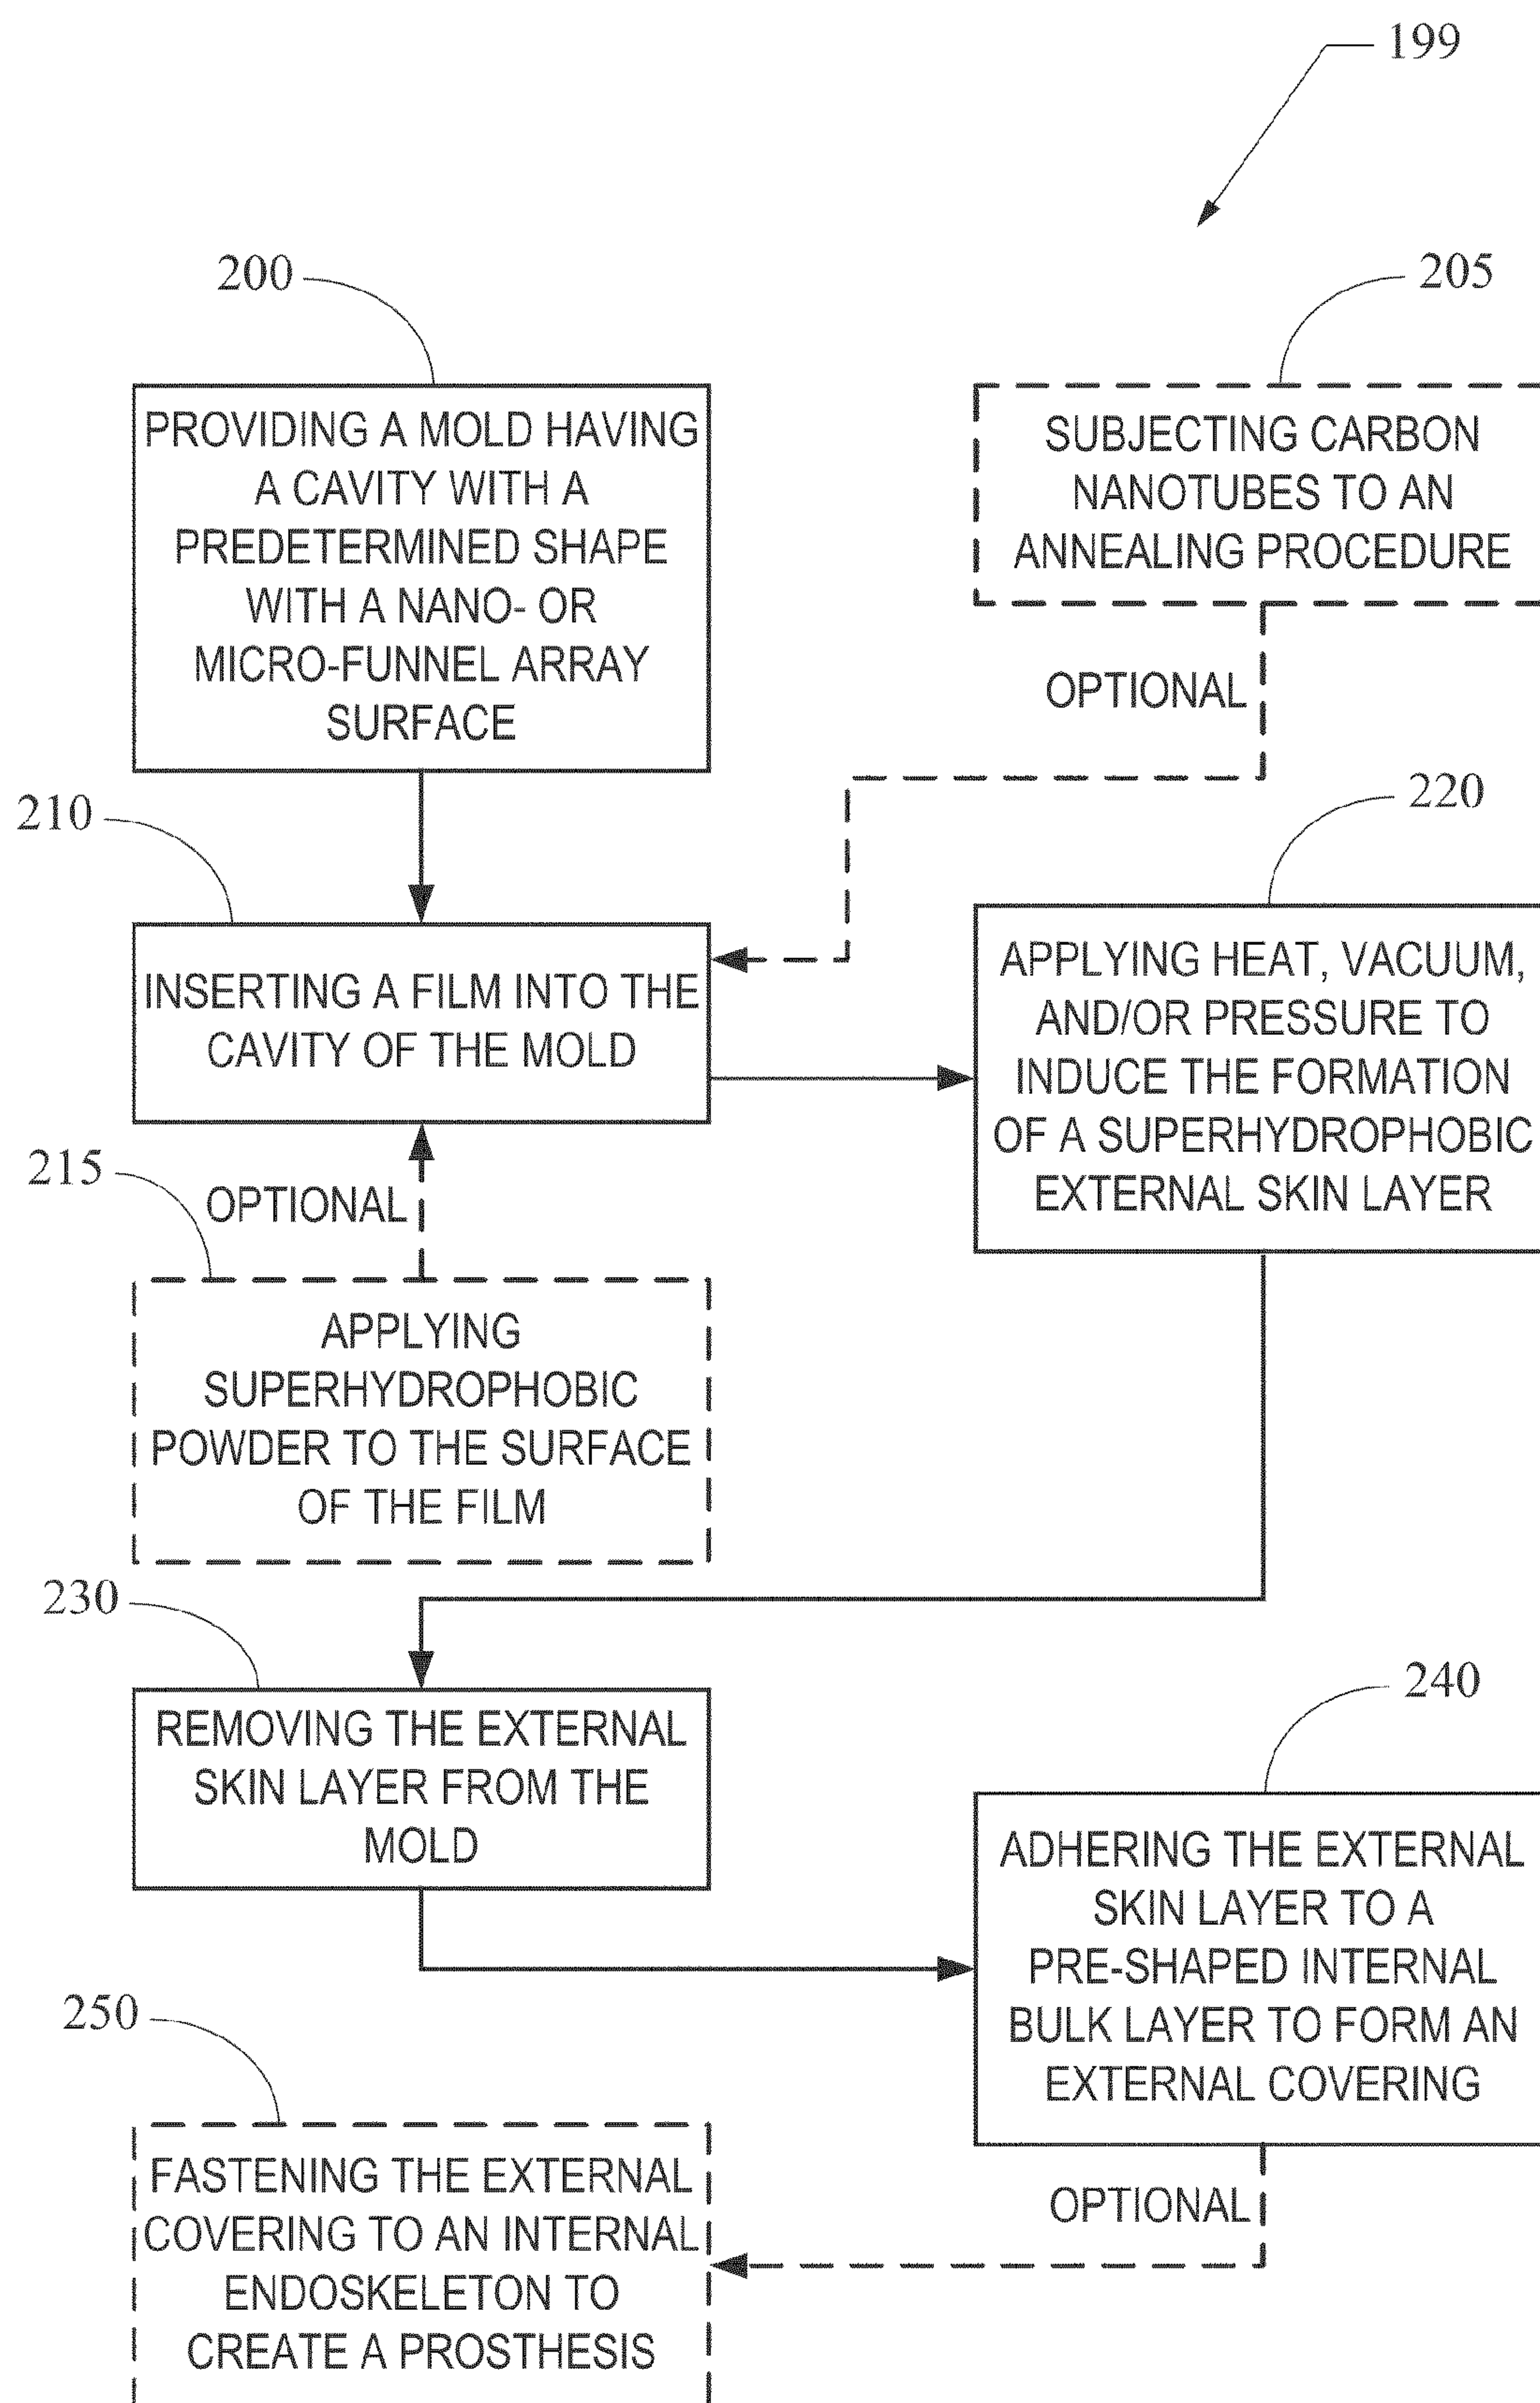 199
200
PROVIDING A MOLD HAVING
A CAVITY WITH A
PREDETERMINED SHAPE
WITH A NANO- OR
MICRO-FUNNEL ARRAY
SURFACE
205
SUBJECTING CARBON
NANOTUBES TO AN
ANNEALING PROCEDURE
OPTIONAL
210
INSERTING A FILM INTO THE
CAVITY OF THE MOLD
220
APPLYING HEAT, VACUUM,
AND/OR PRESSURE TO
INDUCE THE FORMATION
OF A SUPERHYDROPHOBIC
EXTERNAL SKIN LAYER
215
OPTIONAL
APPLYING
SUPERHYDROPHOBIC
POWDER TO THE SURFACE
OF THE FILM
230
REMOVING THE EXTERNAL
SKIN LAYER FROM THE
MOLD
240
ADHERING THE EXTERNAL
SKIN LAYER TO A
PRE-SHAPED INTERNAL
BULK LAYER TO FORM AN
EXTERNAL COVERING
OPTIONAL
250
FASTENING THE EXTERNAL
COVERING TO AN INTERNAL
ENDOSKELETON TO
CREATE A PROSTHESIS